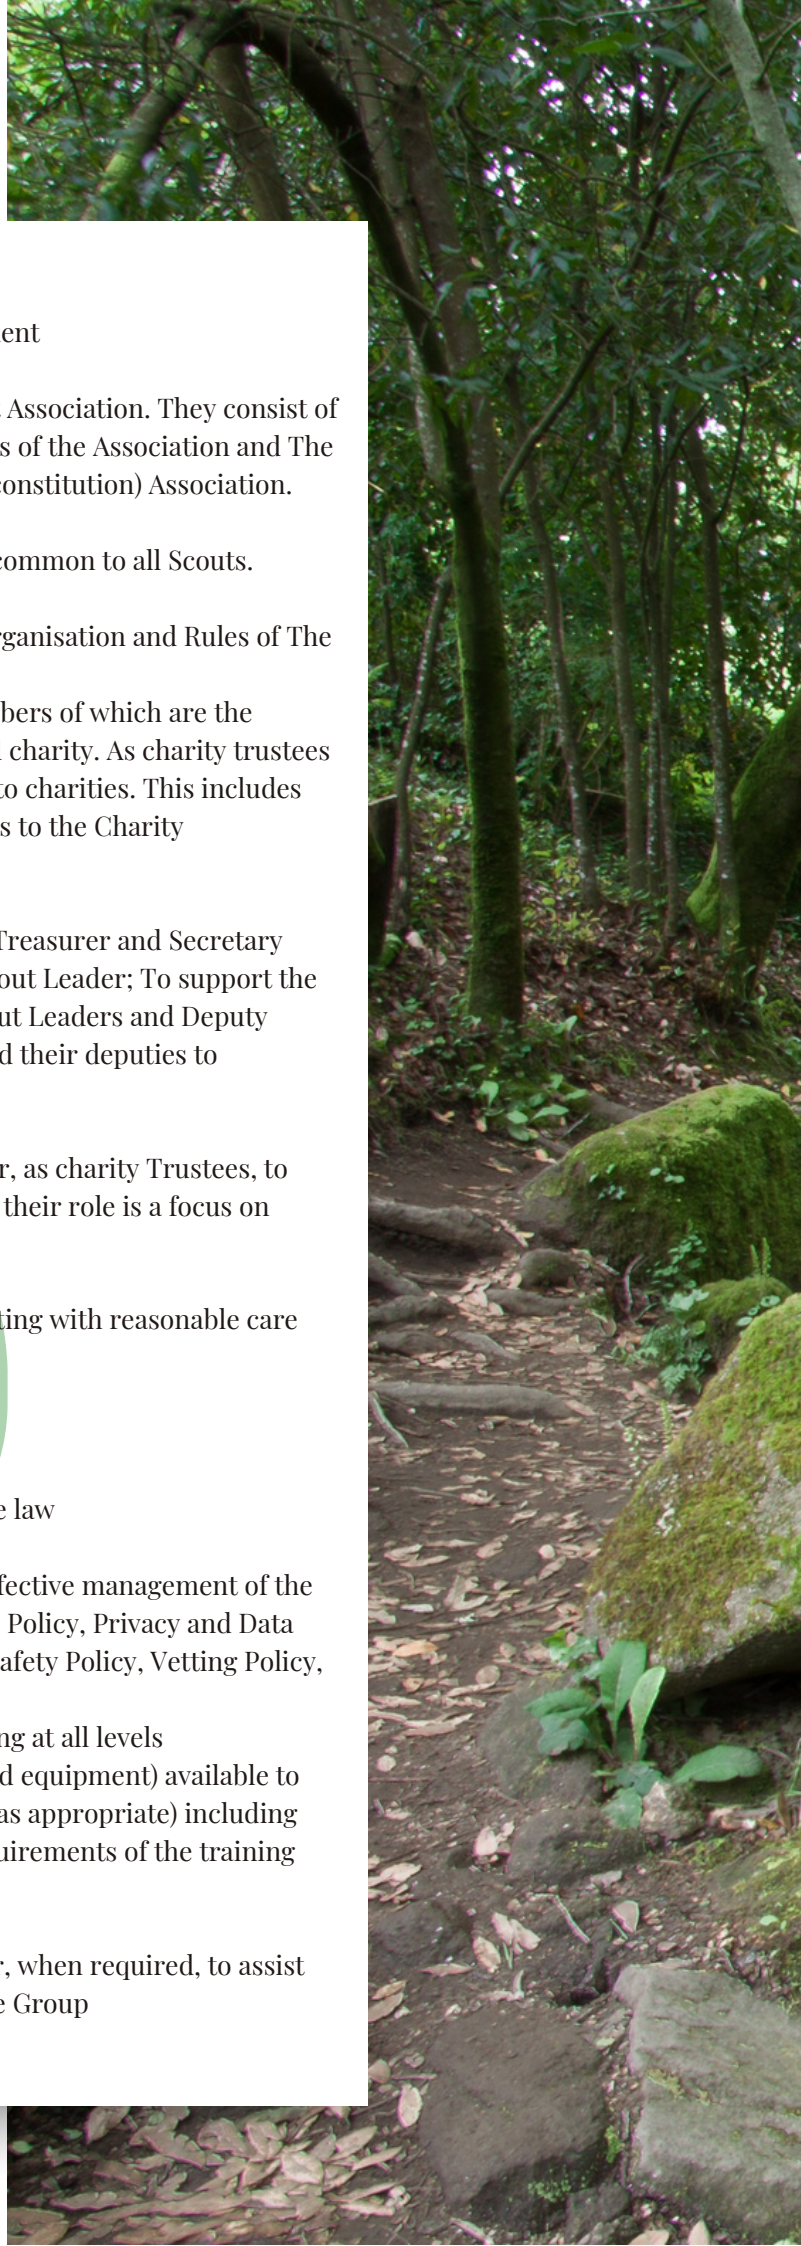 ent
Association. They consist of
s of the Association and The
constitution) Association.
common to all Scouts.
ganisation and Rules of The
bers of which are the
charity. As charity trustees
to charities. This includes
s to the Charity
Treasurer and Secretary
out Leader; To support the
ut Leaders and Deputy
d their deputies to
r, as charity Trustees, to
their role is a focus on
ting with reasonable care
e law
fective management of the
Policy, Privacy and Data
afety Policy, Vetting Policy,
ng at all levels
d equipment) available to
as appropriate) including
uirements of the training
r, when required, to assist
e Group